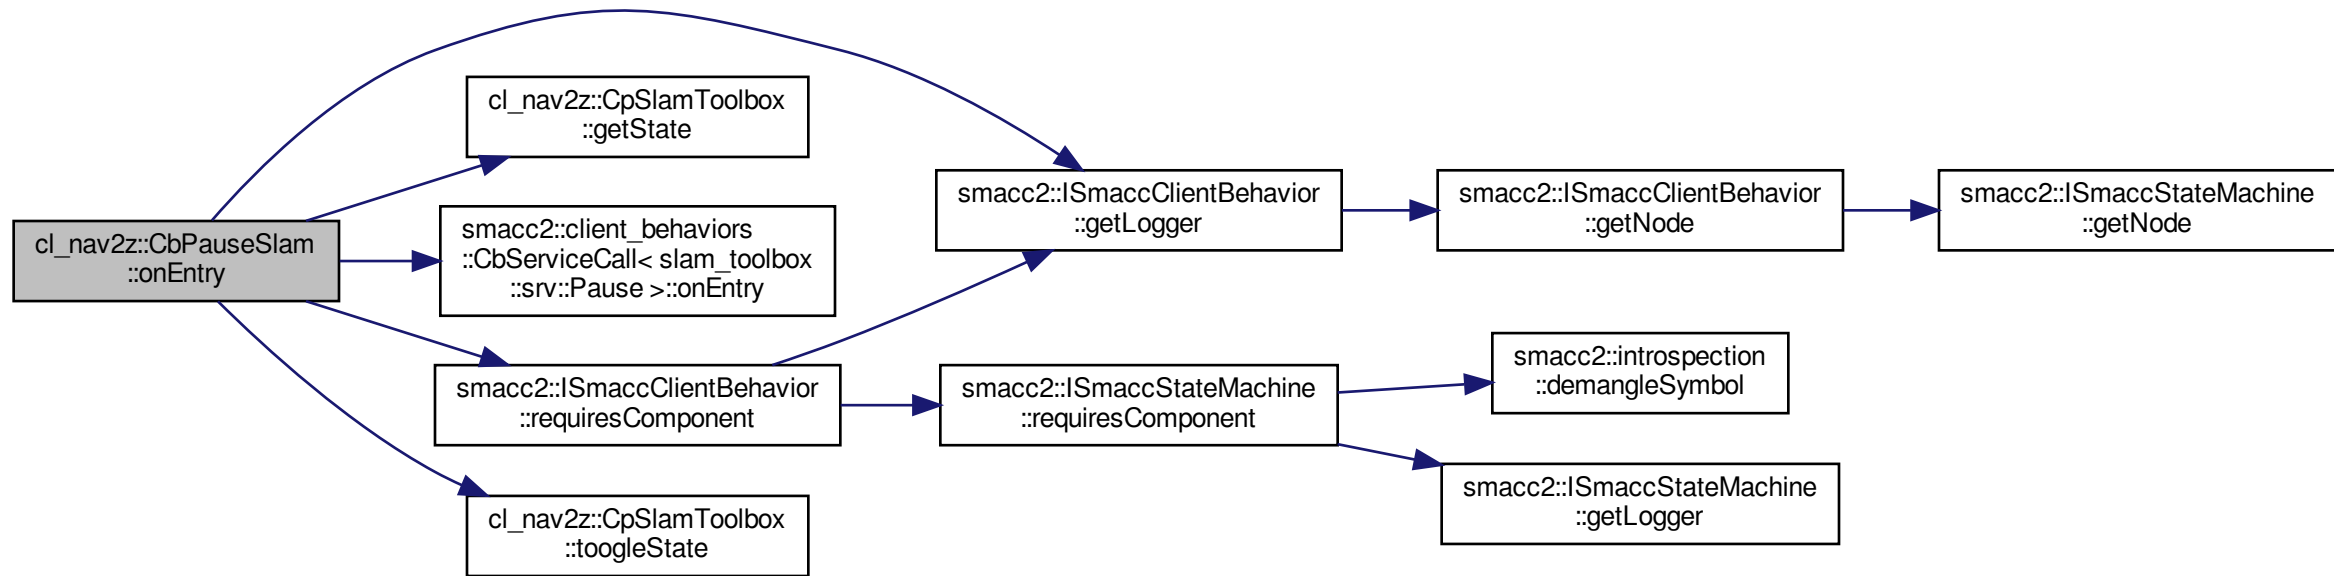 cl_nav2z::CbPauseSlam
::onEntry
cl_nav2z::CpSlamToolbox
::getState
smacc2::client_behaviors
::CbServiceCall< slam_toolbox
::srv::Pause >::onEntry
smacc2::ISmaccClientBehavior
::requiresComponent
cl_nav2z::CpSlamToolbox
::toogleState
smacc2::ISmaccClientBehavior
::getLogger
smacc2::ISmaccStateMachine
::requiresComponent
smacc2::ISmaccClientBehavior
::getNode
smacc2::introspection
::demangleSymbol
smacc2::ISmaccStateMachine
::getLogger
smacc2::ISmaccStateMachine
::getNode